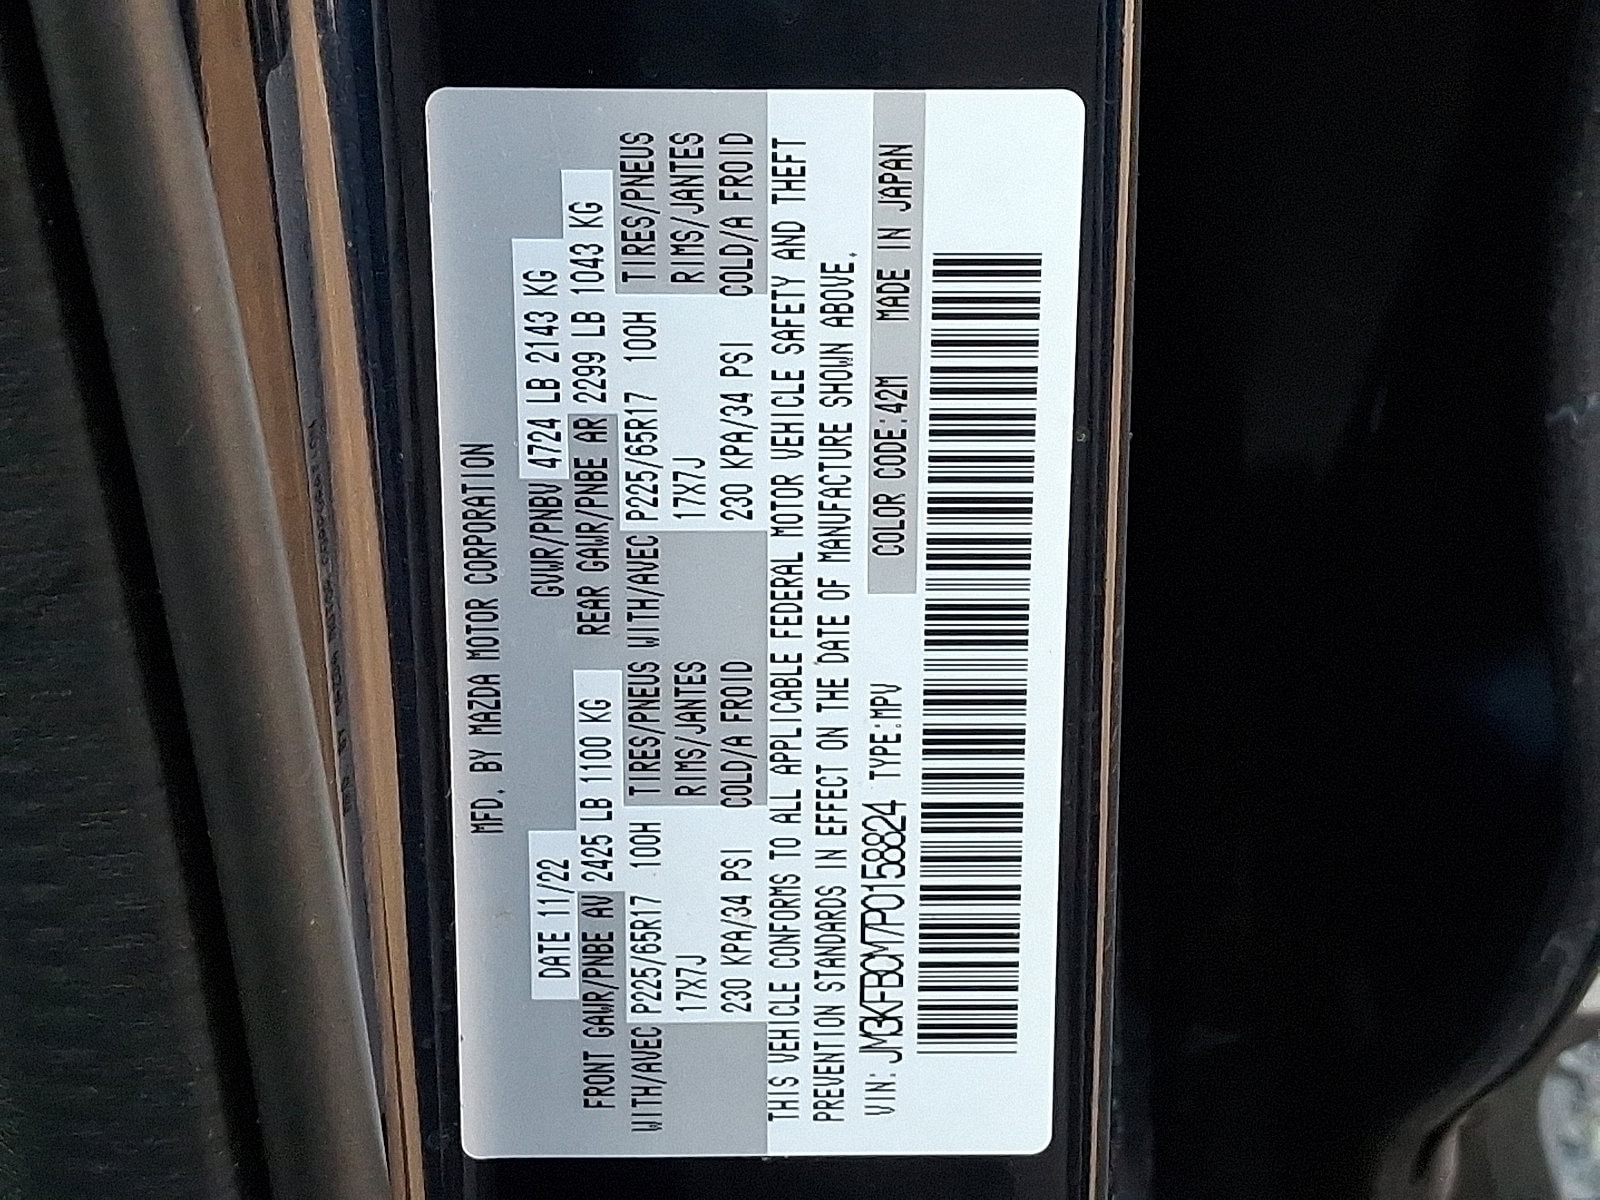 MFD. BY MAZDA MOTOR CORPORATION
DATE 11/22 GVWR/PNBV 4724 LB 2143 KG
FRONT GAWR/PNBE AV 2425 LB 1100 KG REAR GAWR/PNBE AR 2299 LB 1043 KG
WITH/AVEC P225/65R17 100H TIRES/PNEUS WITH/AVEC P225/65R17 100H TIRES/PNEUS
17X7J RIMS/JANTES 17X7J RIMS/JANTES
230 KPA/34 PSI COLD/A FROID 230 KPA/34 PSI COLD/A FROID
THIS VEHICLE CONFORMS TO ALL APPLICABLE FEDERAL MOTOR VEHICLE SAFETY AND THEFT
PREVENTION STANDARDS IN EFFECT ON THE DATE OF MANUFACTURE SHOWN ABOVE.
VIN: JM3KFBCM7P0158824 TYPE:MPV COLOR CODE:42M MADE IN JAPAN